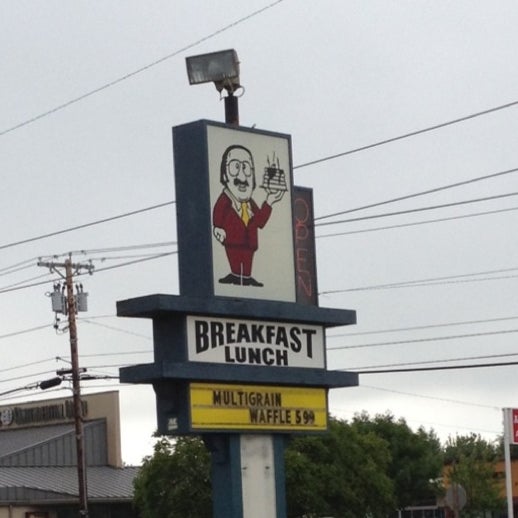 OPEN
BREAKFAST
LUNCH
MULTIGRAIN
WAFFLE 5 99